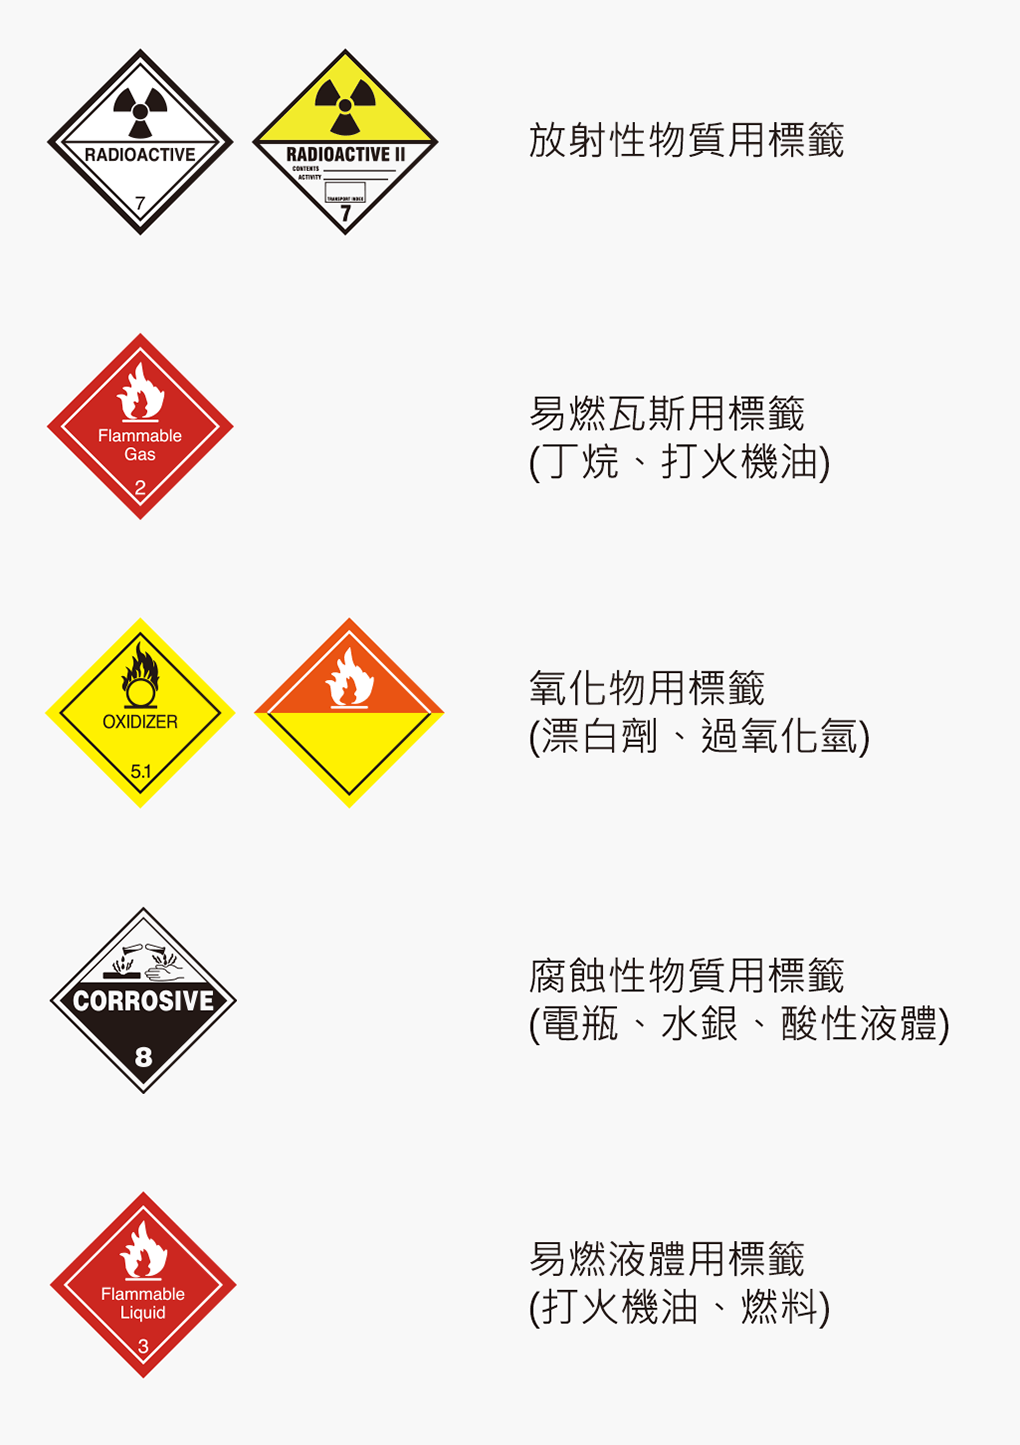 RADIOACTIVE
7
RADIOACTIVE II
CONTENTS
ACTIVITY
TRANSPORT INDEX
7
放射性物質用標籤
Flammable
Gas
2
易燃瓦斯用標籤
(丁烷、打火機油)
OXIDIZER
5.1
氧化物用標籤
(漂白劑、過氧化氫)
CORROSIVE
8
腐蝕性物質用標籤
(電瓶、水銀、酸性液體)
Flammable
Liquid
3
易燃液體用標籤
(打火機油、燃料)